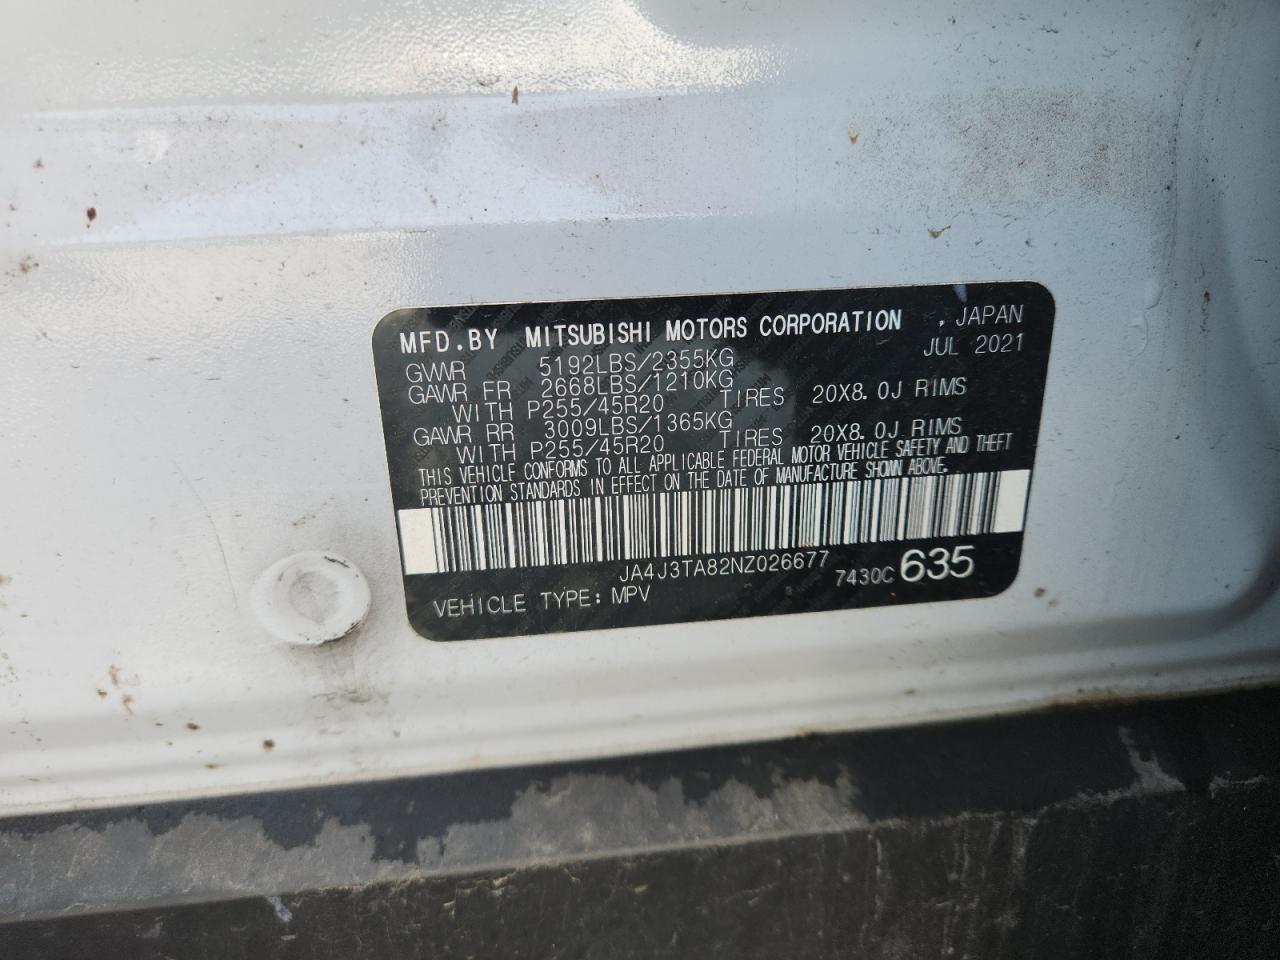 MFD.BY MITSUBISHI MOTORS CORPORATION , JAPAN
GVWR 5192LBS/2355KG JUL 2021
GAWR FR 2668LBS/1210KG
WITH P255/45R20 TIRES 20X8.0J RIMS
GAWR RR 3009LBS/1365KG
WITH P255/45R20 TIRES 20X8.0J RIMS
THIS VEHICLE CONFORMS TO ALL APPLICABLE FEDERAL MOTOR VEHICLE SAFETY AND THEFT
PREVENTION STANDARDS IN EFFECT ON THE DATE OF MANUFACTURE SHOWN ABOVE.
JA4J3TA82NZ026677 7430C 635
VEHICLE TYPE: MPV